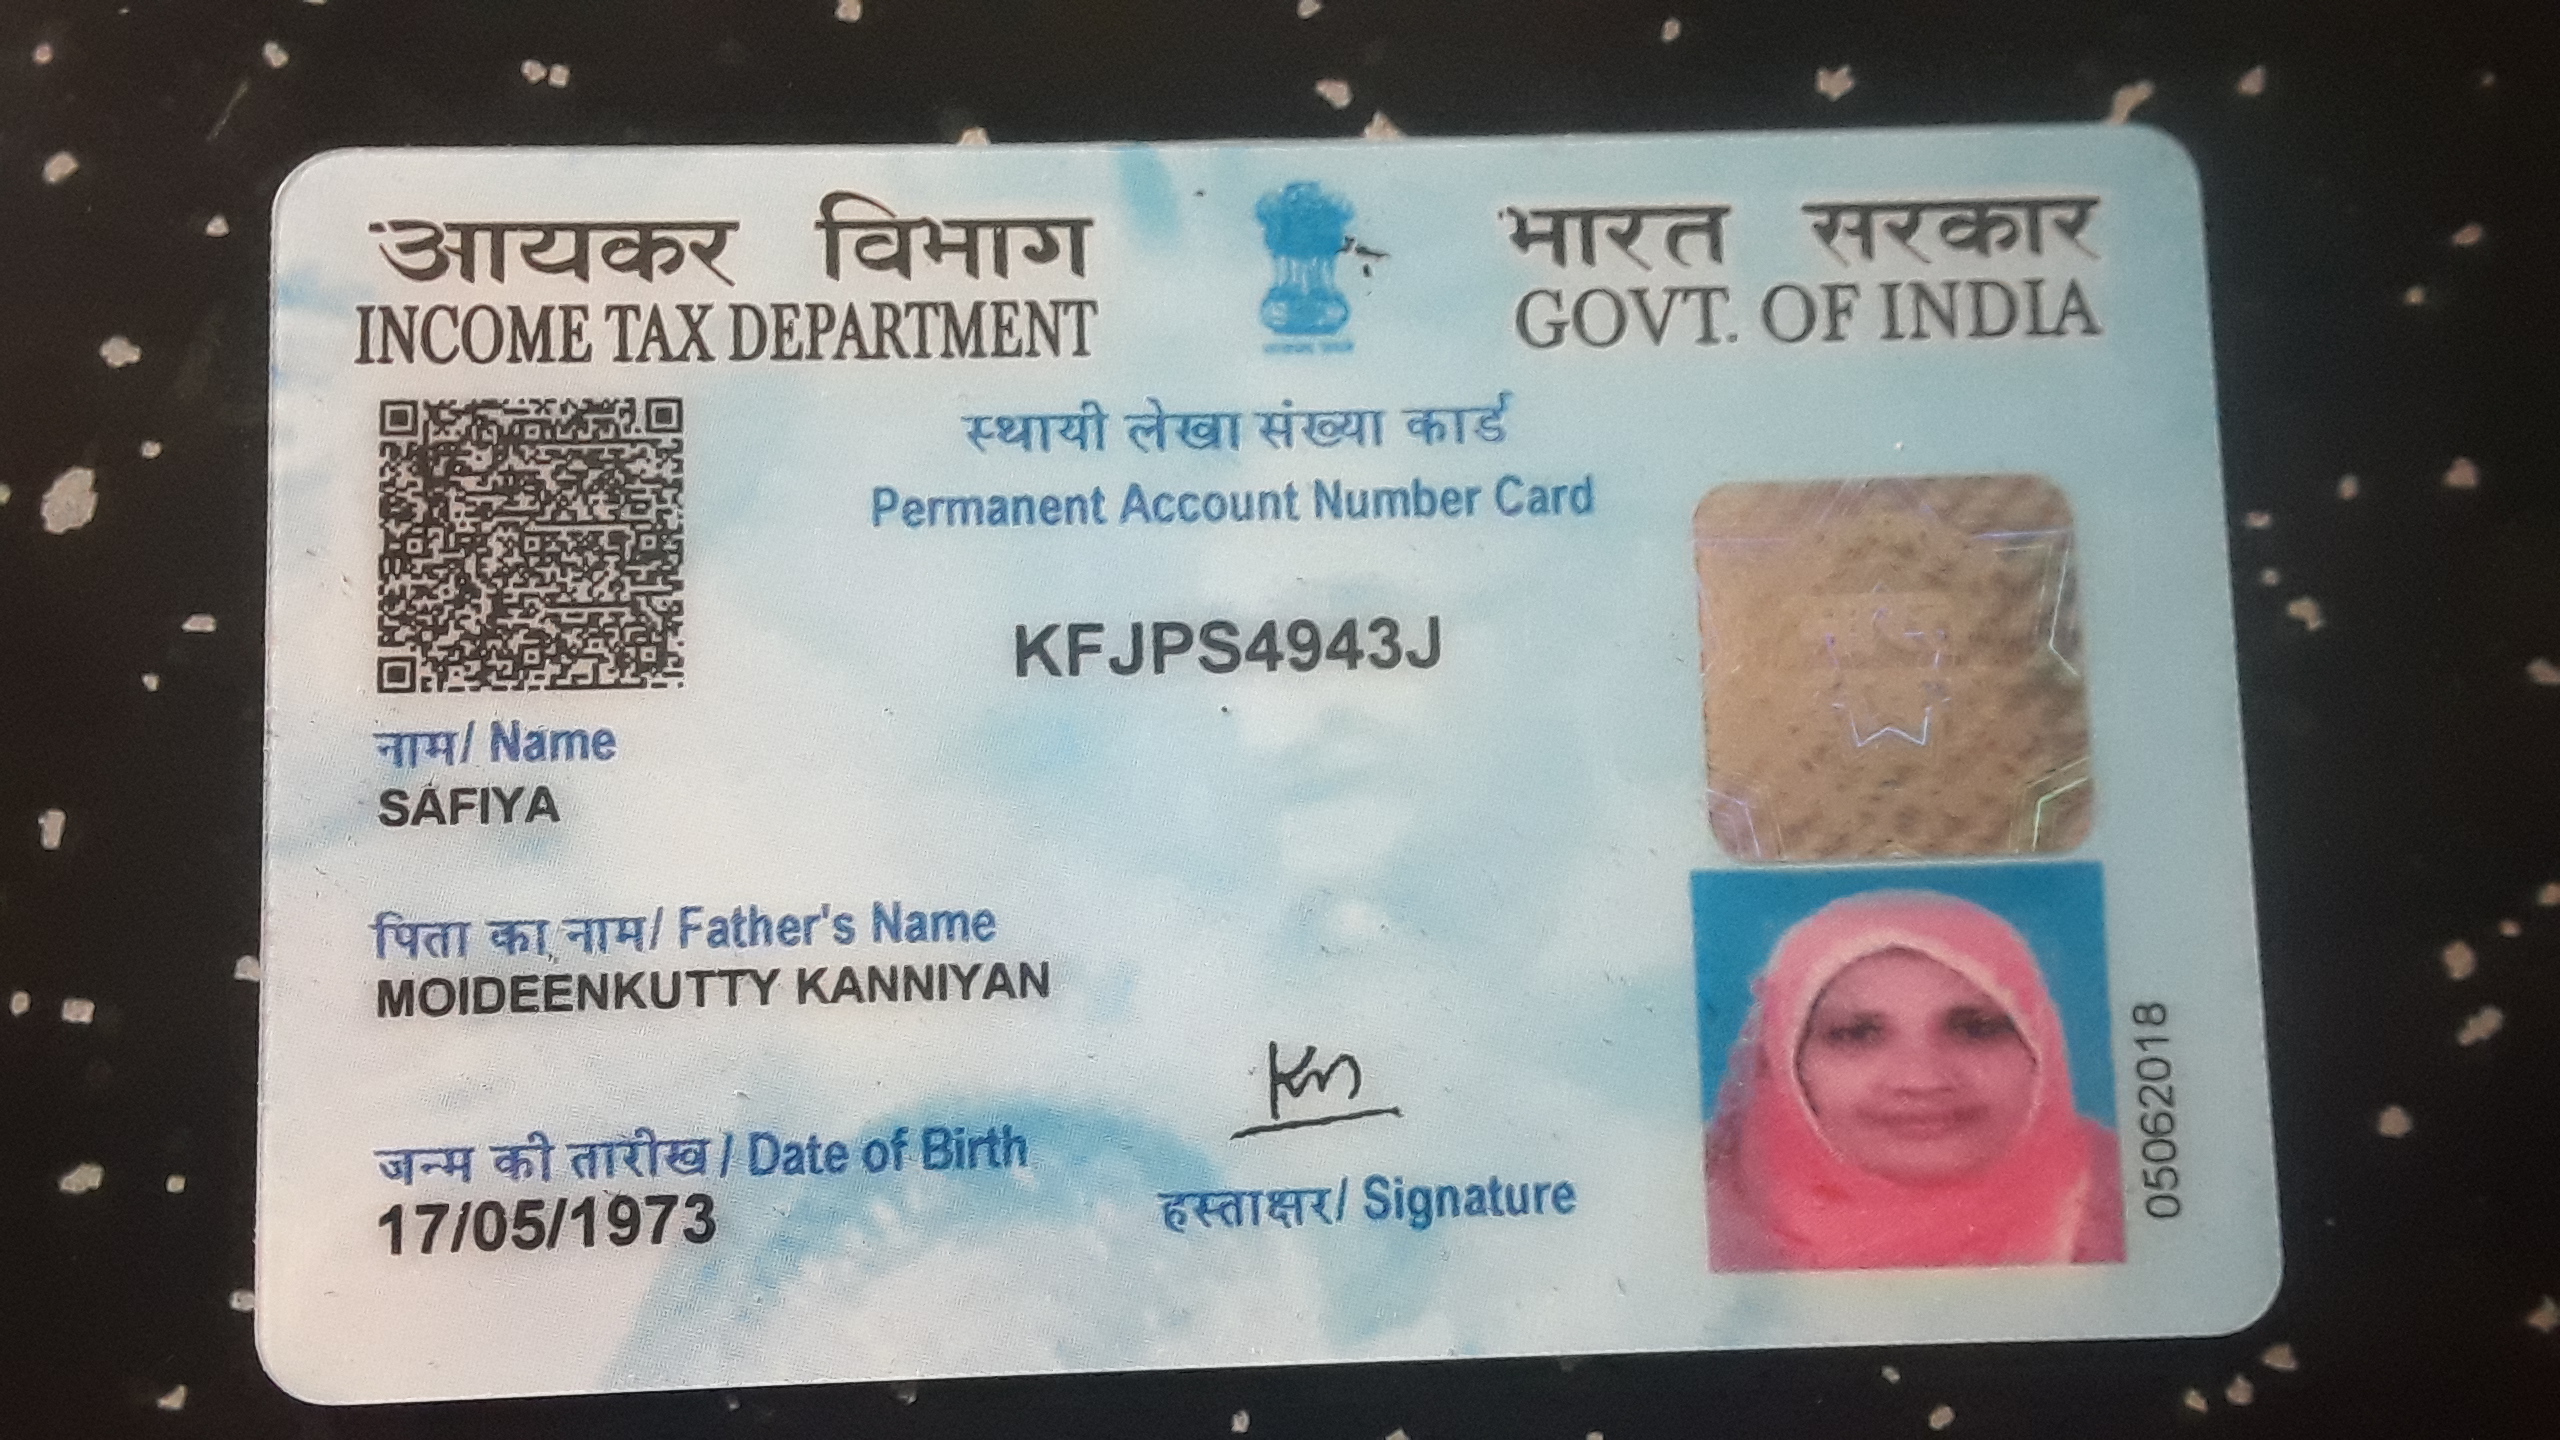 आयकर विभाग
INCOME TAX DEPARTMENT
भारत सरकार
GOVT. OF INDIA
स्थायी लेखा संख्या कार्ड
Permanent Account Number Card
KFJPS4943J
नाम/ Name
SAFIYA
पिता का नाम/ Father's Name
MOIDEENKUTTY KANNIYAN
जन्म की तारीख / Date of Birth
17/05/1973
हस्ताक्षर/ Signature
05062018